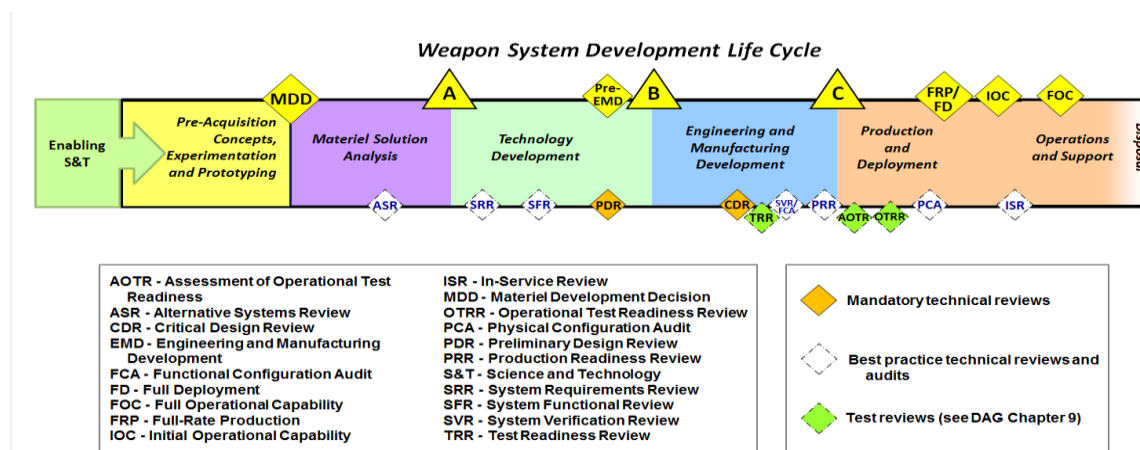 Weapon System Development Life Cycle
MDD
A
Pre-
EMD
B
C
FRP/
FD
IOC
FOC
Enabling
S&T
Pre-Acquisition
Concepts,
Experimentation
and Prototyping
Materiel Solution
Analysis
Technology
Development
Engineering and
Manufacturing
Development
Production
and
Deployment
Operations
and Support
Disposal
ASR
SRR
SFR
PDR
CDR
TRR
SVR/
FCA
PRR
AOTR
OTRR
PCA
ISR
AOTR - Assessment of Operational Test
Readiness
ASR - Alternative Systems Review
CDR - Critical Design Review
EMD - Engineering and Manufacturing
Development
FCA - Functional Configuration Audit
FD - Full Deployment
FOC - Full Operational Capability
FRP - Full-Rate Production
IOC - Initial Operational Capability
ISR - In-Service Review
MDD - Materiel Development Decision
OTRR - Operational Test Readiness Review
PCA - Physical Configuration Audit
PDR - Preliminary Design Review
PRR - Production Readiness Review
S&T - Science and Technology
SRR - System Requirements Review
SFR - System Functional Review
SVR - System Verification Review
TRR - Test Readiness Review
Mandatory technical reviews
Best practice technical reviews and
audits
Test reviews (see DAG Chapter 9)